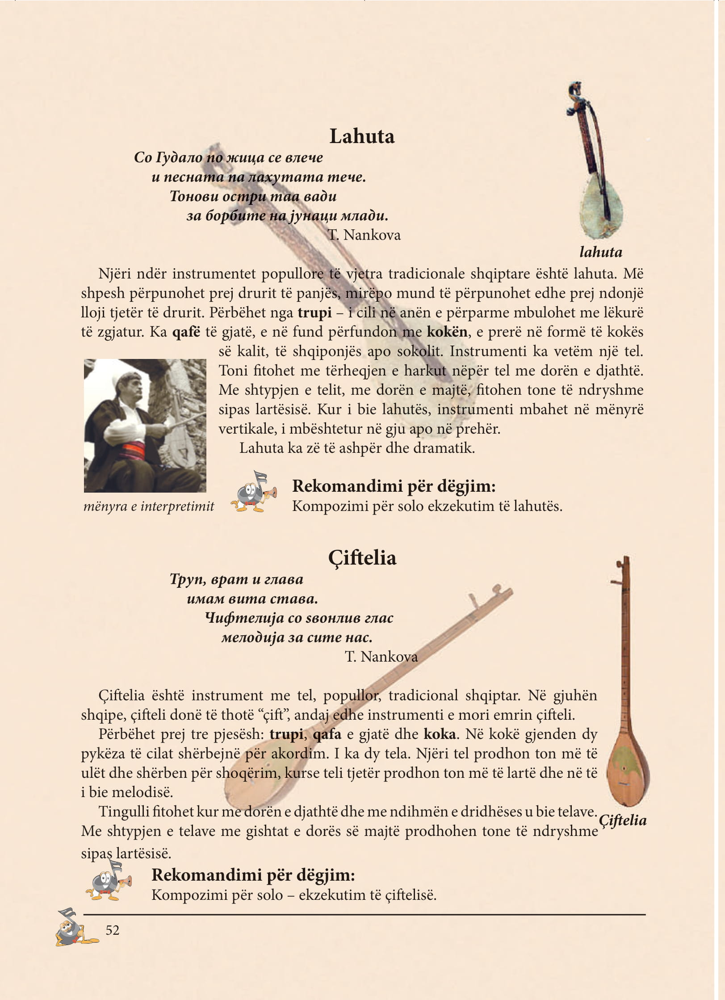 Lahuta
Со Гудало по жица се влече
и песната па лахутата тече.
Тонови остри таа вади
за борбите на јунаци млади.
T. Nankova
lahuta
Njëri ndër instrumentet popullore të vjetra tradicionale shqiptare është lahuta. Më
shpesh përpunohet prej drurit të panjës, mirëpo mund të përpunohet edhe prej ndonjë
lloji tjetër të drurit. Përbëhet nga trupi – i cili në anën e përparme mbulohet me lëkurë
të zgjatur. Ka qafë të gjatë, e në fund përfundon me kokën, e prerë në formë të kokës
së kalit, të shqiponjës apo sokolit. Instrumenti ka vetëm një tel.
Toni fitohet me tërheqjen e harkut nëpër tel me dorën e djathtë.
Me shtypjen e telit, me dorën e majtë, fitohen tone të ndryshme
sipas lartësisë. Kur i bie lahutës, instrumenti mbahet në mënyrë
vertikale, i mbështetur në gju apo në prehër.
Lahuta ka zë të ashpër dhe dramatik.
mënyra e interpretimit
Rekomandimi për dëgjim:
Kompozimi për solo ekzekutim të lahutës.
Çiftelia
Труп, врат и глава
имам вита става.
Чифтелија со ѕвонлив глас
мелодија за сите нас.
T. Nankova
Çiftelia është instrument me tel, popullor, tradicional shqiptar. Në gjuhën
shqipe, çifteli donë të thotë “çift”, andaj edhe instrumenti e mori emrin çifteli.
Përbëhet prej tre pjesësh: trupi, qafa e gjatë dhe koka. Në kokë gjenden dy
pykëza të cilat shërbejnë për akordim. I ka dy tela. Njëri tel prodhon ton më të
ulët dhe shërben për shoqërim, kurse teli tjetër prodhon ton më të lartë dhe në të
i bie melodisë.
Tingulli fitohet kur me dorën e djathtë dhe me ndihmën e dridhëses u bie telave.
Me shtypjen e telave me gishtat e dorës së majtë prodhohen tone të ndryshme
sipas lartësisë.
Çiftelia
Rekomandimi për dëgjim:
Kompozimi për solo – ekzekutim të çiftelisë.
52